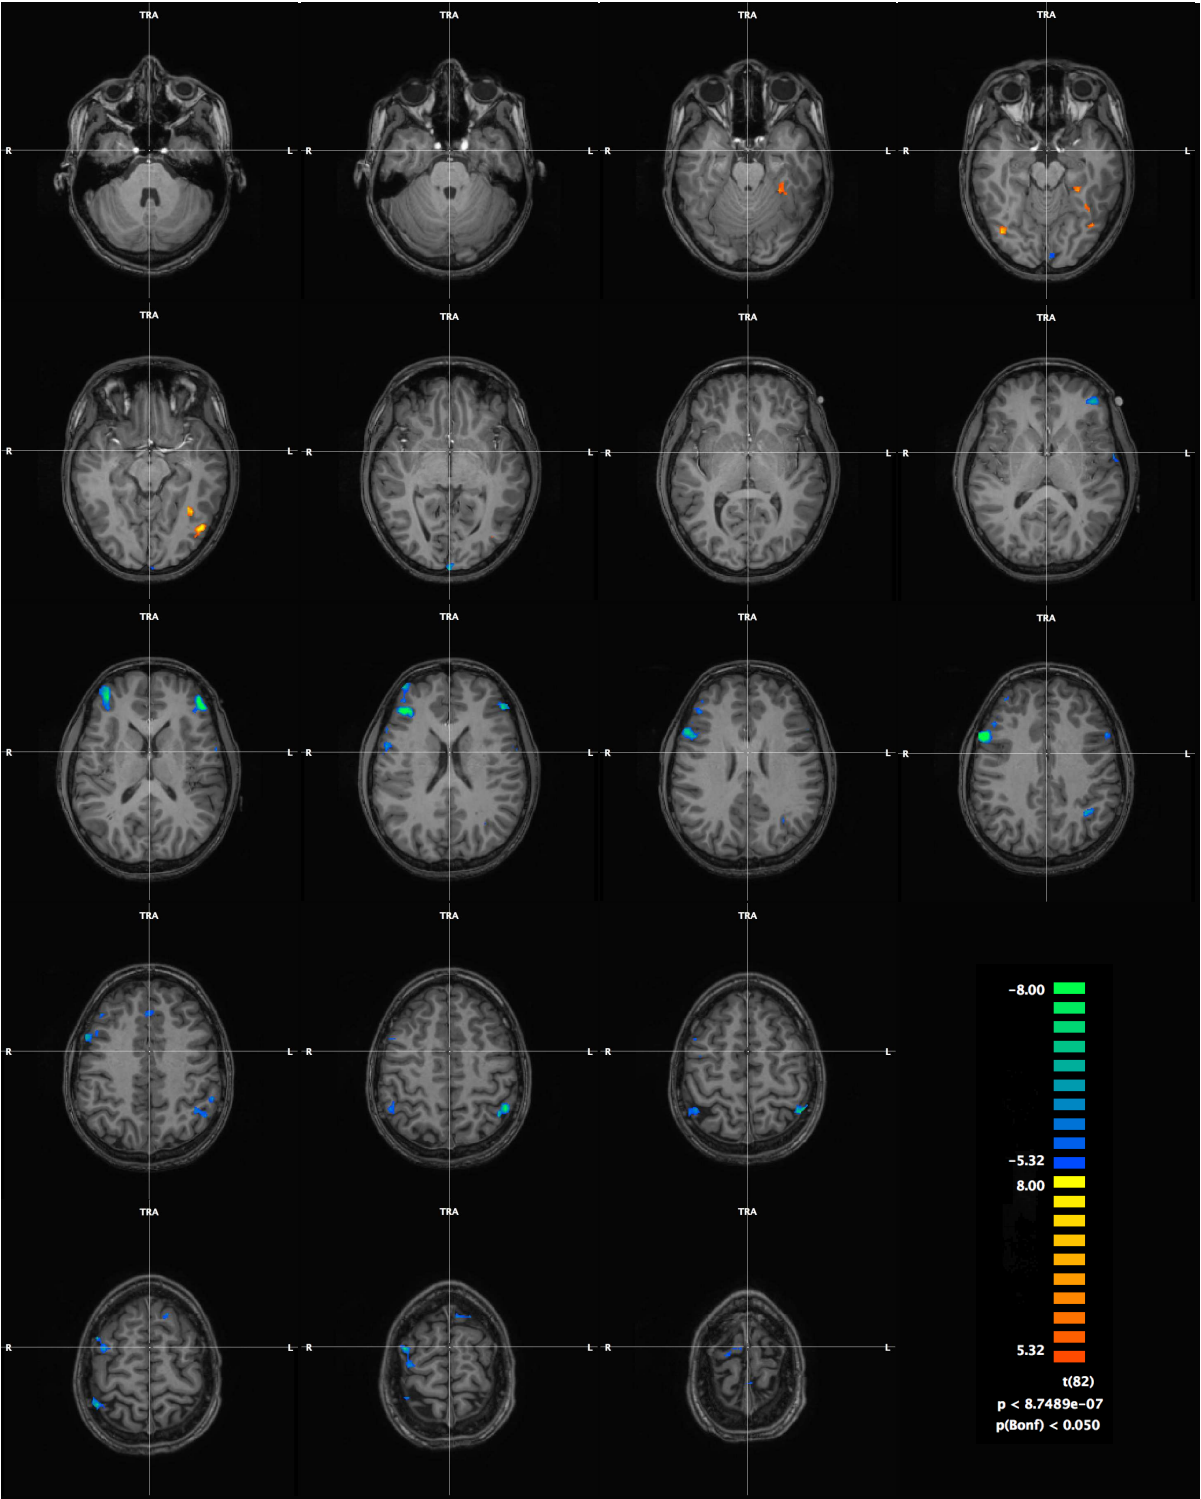 TRA TRA TRA TRA
R L R L R L R L
TRA TRA TRA TRA
R L R L R L R L
TRA TRA TRA TRA
R L R L R L R L
TRA TRA TRA
R L R L R L
−8.00
−5.32
8.00
TRA TRA TRA
R L R L R L
5.32
t(82)
p < 8.7489e−07
p(Bonf) < 0.050